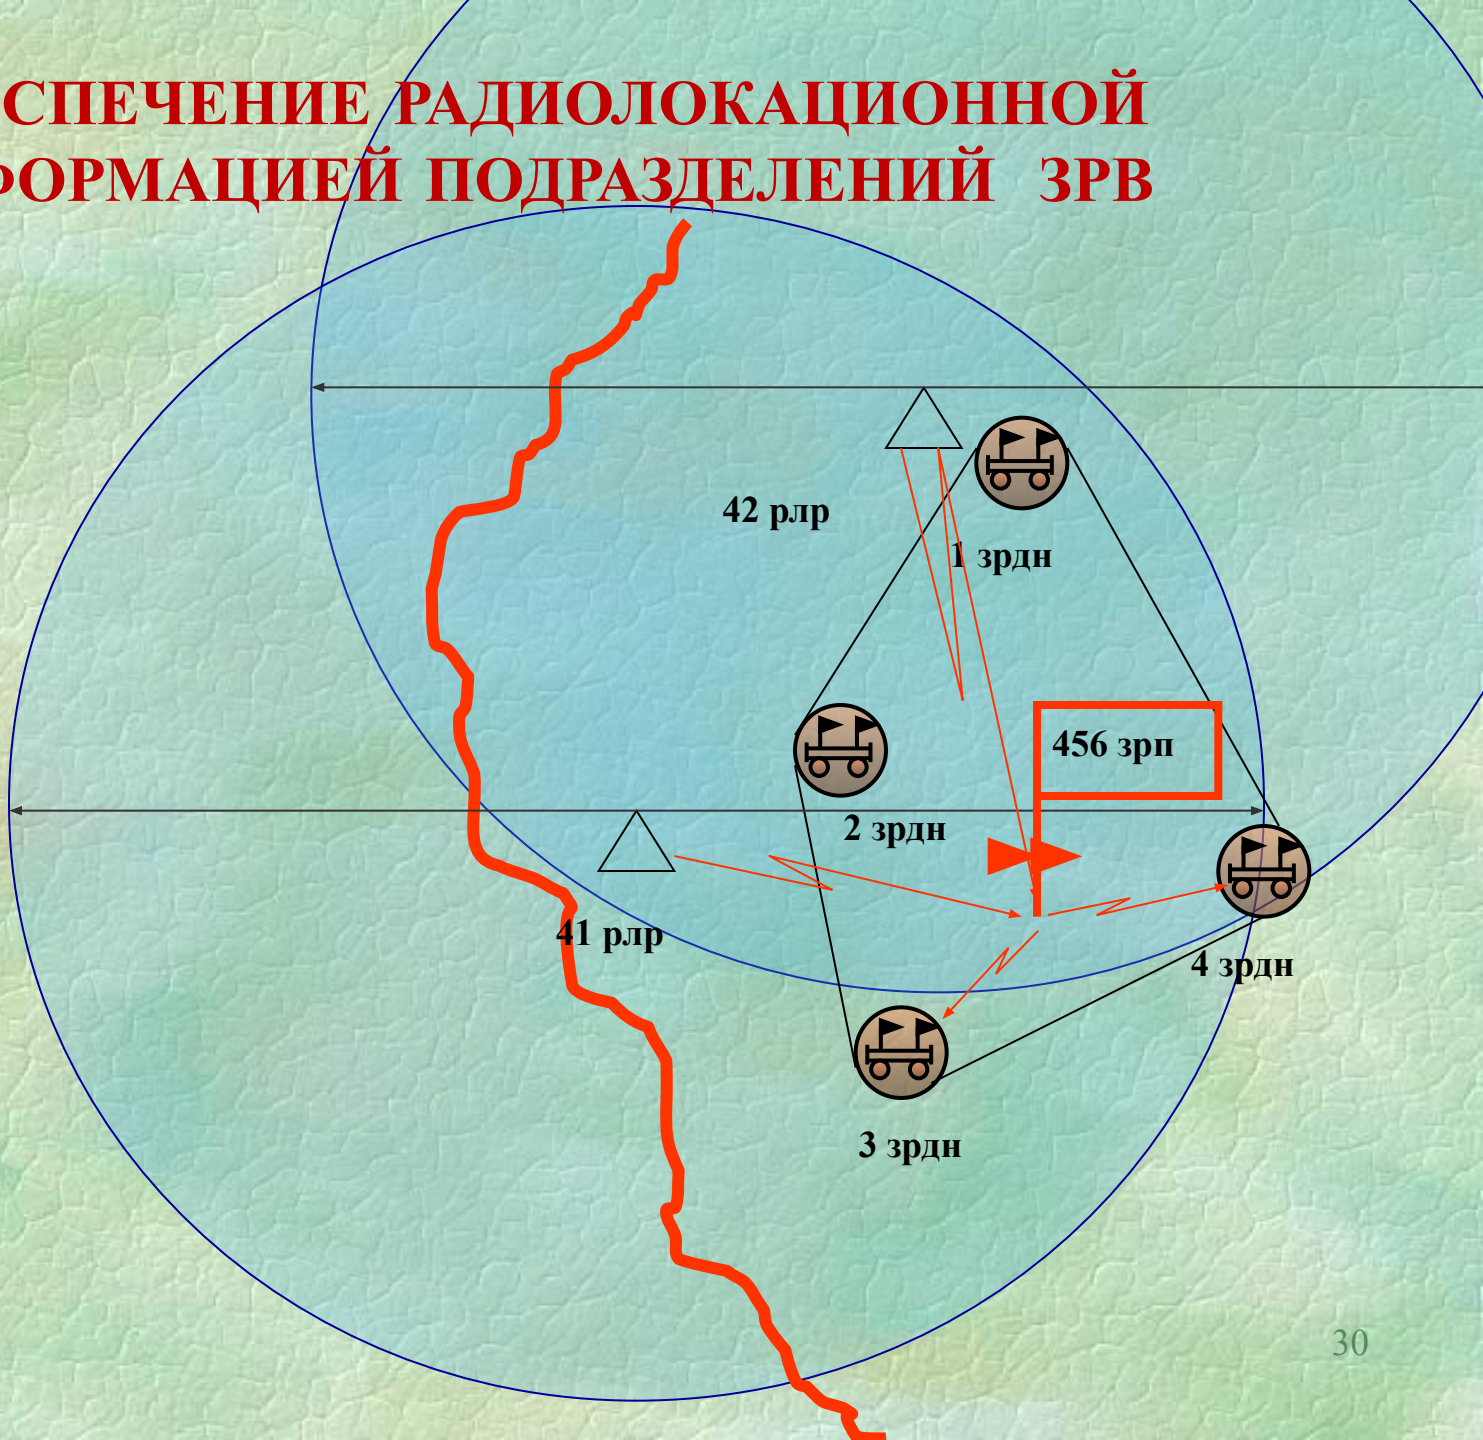 СПЕЧЕНИЕ РАДИОЛОКАЦИОННОЙ
ФОРМАЦИЕЙ ПОДРАЗДЕЛЕНИЙ ЗРВ
42 рлр
1 зрдн
456 зрп
2 зрдн
41 рлр
4 зрдн
3 зрдн
30